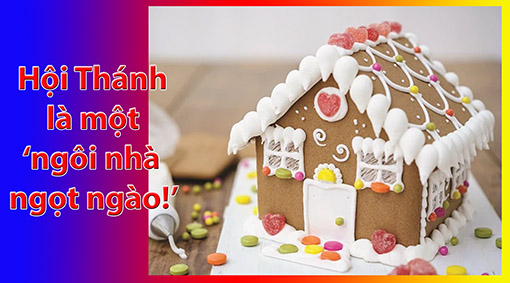 Hội Thánh
là một
‘ngôi nhà
ngọt ngào!’